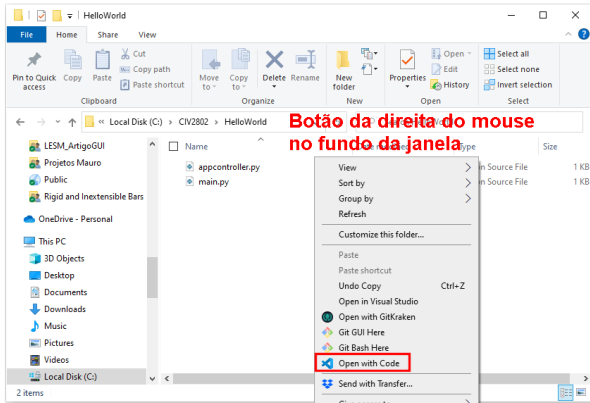 HelloWorld
File Home Share View
Pin to Quick access
Copy
Paste
Cut
Copy path
Paste shortcut
Move to
Copy to
Delete
Rename
New folder
Properties
Open
Edit
History
Select all
Select none
Invert selection
Clipboard Organize New Open Select
« Local Disk (C:) > CIV2802 > HelloWorld
Botão da direita do mouse
no fundo da janela
Name Type Size
LESM_ArtigoGUI
Projetos Mauro
Public
Rigid and Inextensible Bars
OneDrive - Personal
This PC
3D Objects
Desktop
Documents
Downloads
Music
Pictures
Videos
Local Disk (C:)
appcontroller.py n Source File 1 KB
main.py n Source File 1 KB
View
Sort by
Group by
Refresh
Customize this folder...
Paste
Paste shortcut
Undo Copy Ctrl+Z
Open in Visual Studio
Open with GitKraken
Git GUI Here
Git Bash Here
Open with Code
Send with Transfer...
2 items